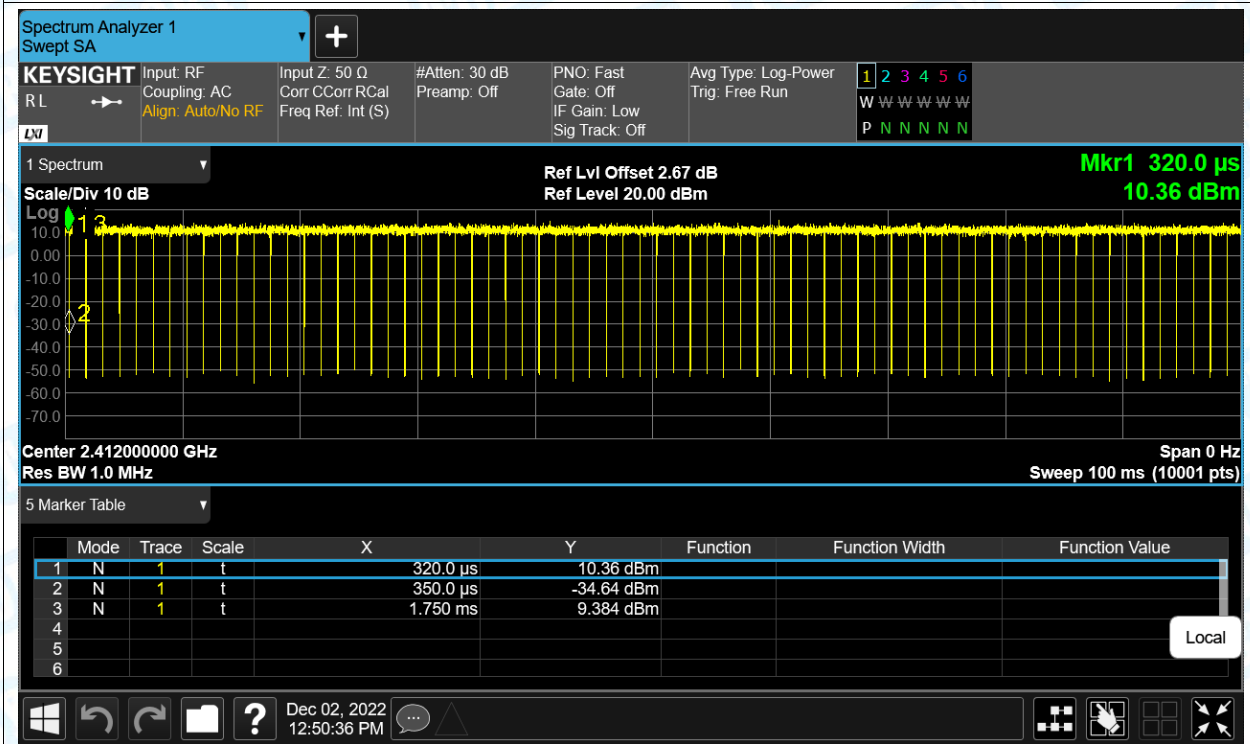 Spectrum Analyzer 1
Swept SA
+
KEYSIGHT
R L
LXI
Input: RF
Coupling: AC
Align: Auto/No RF
Input Z: 50 Ω
Corr CCorr RCal
Freq Ref: Int (S)
#Atten: 30 dB
Preamp: Off
PNO: Fast
Gate: Off
IF Gain: Low
Sig Track: Off
Avg Type: Log-Power
Trig: Free Run
1 2 3 4 5 6
W W W W W W
P N N N N N
1 Spectrum
Scale/Div 10 dB
Ref Lvl Offset 2.67 dB
Ref Level 20.00 dBm
Mkr1 320.0 µs
10.36 dBm
Log
1 3
10.0
0.00
-10.0
-20.0
2
-30.0
-40.0
-50.0
-60.0
-70.0
Center 2.412000000 GHz
Span 0 Hz
Res BW 1.0 MHz
Sweep 100 ms (10001 pts)
5 Marker Table
Mode Trace Scale X Y Function Function Width Function Value
1 N 1 t 320.0 µs 10.36 dBm
2 N 1 t 350.0 µs -34.64 dBm
3 N 1 t 1.750 ms 9.384 dBm
4
5
6
Local
?
Dec 02, 2022
12:50:36 PM